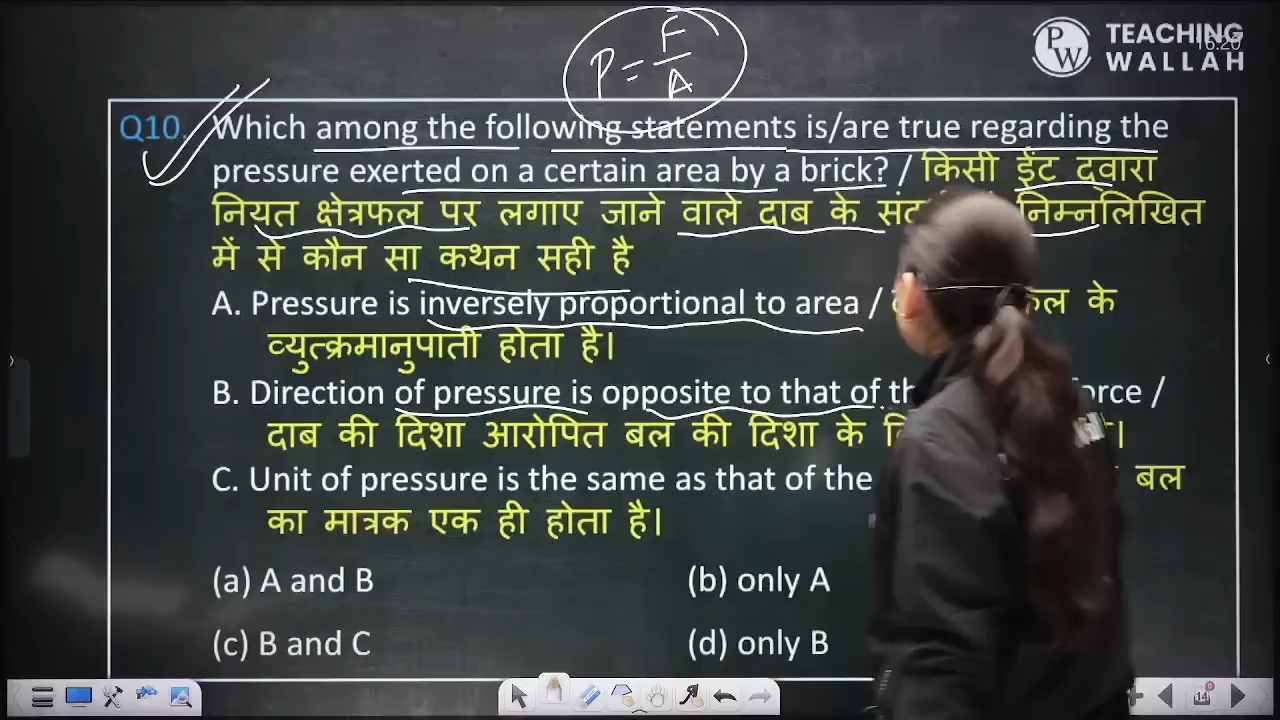 P = F/A
TEACHING
WALLAH
PW
16:20
Q10. Which among the following statements is/are true regarding the
pressure exerted on a certain area by a brick? / किसी ईंट द्वारा
नियत क्षेत्रफल पर लगाए जाने वाले दाब के निम्नलिखित
में से कौन सा कथन सही है
A. Pressure is inversely proportional to area / के
व्युत्क्रमानुपाती होता है।
B. Direction of pressure is opposite to that of /
दाब की दिशा आरोपित बल की दिशा के
C. Unit of pressure is the same as that of the बल
का मात्रक एक ही होता है।
(a) A and B (b) only A
(c) B and C (d) only B
14